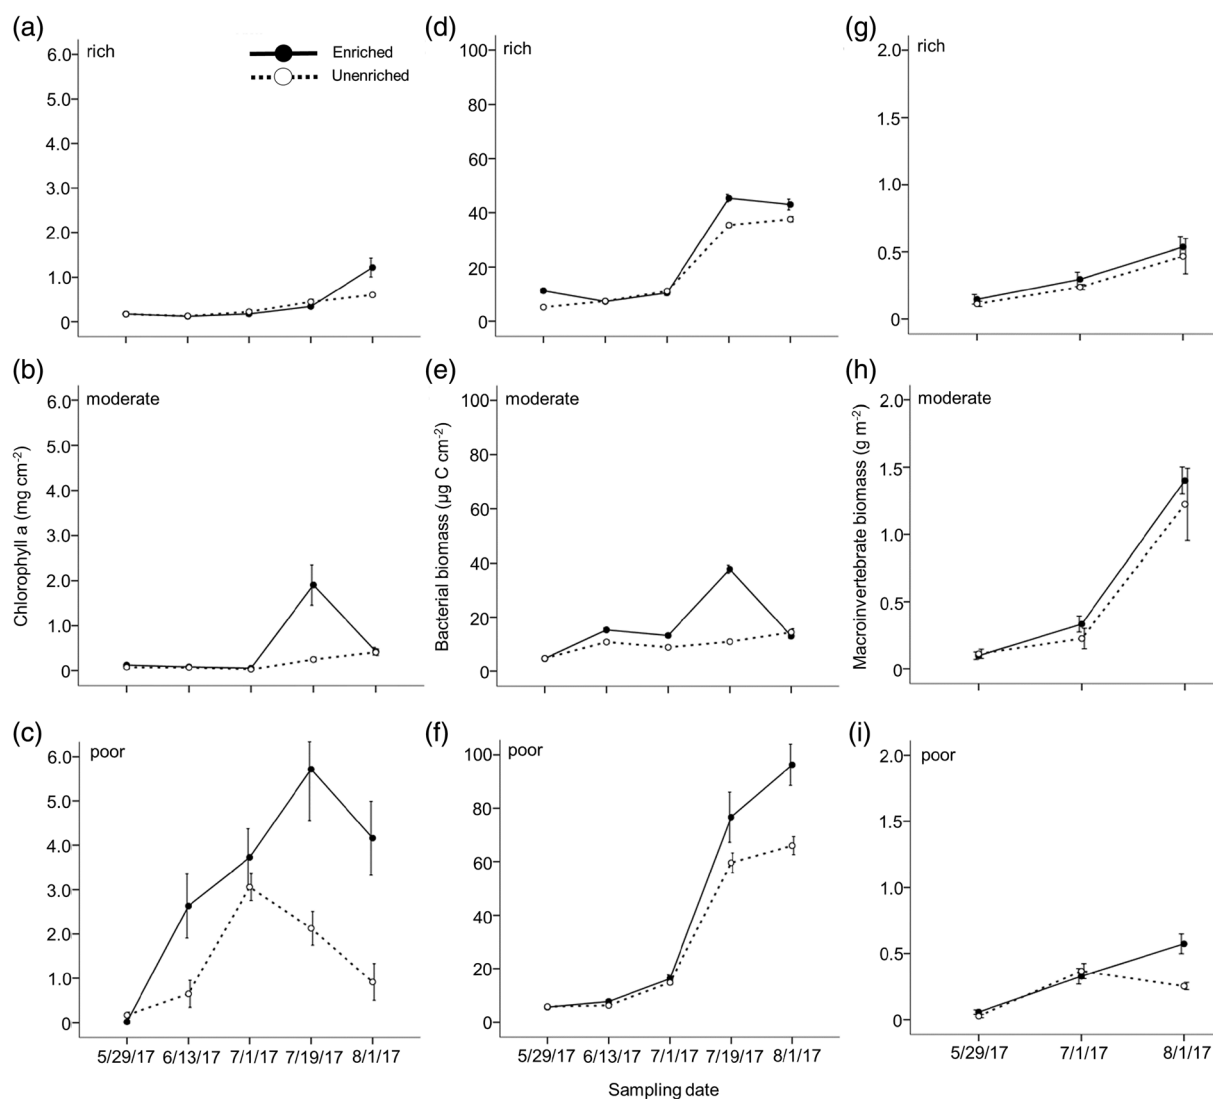 (a)
6.0
5.0
4.0
3.0
2.0
1.0
0
rich
Enriched
Unenriched
(d)
100
80
60
40
20
0
rich
(g)
2.0
1.5
1.0
0.5
0
rich
(b)
6.0
5.0
4.0
3.0
2.0
1.0
0
moderate
Chlorophyll a (mg cm-2)
(e)
100
80
60
40
20
0
moderate
Bacterial biomass (µg C cm-2)
(h)
2.0
1.5
1.0
0.5
0
moderate
Macroinvertebrate biomass (g m-2)
(c)
6.0
5.0
4.0
3.0
2.0
1.0
0
poor
5/29/17 6/13/17 7/1/17 7/19/17 8/1/17
(f)
100
80
60
40
20
0
poor
5/29/17 6/13/17 7/1/17 7/19/17 8/1/17
(i)
2.0
1.5
1.0
0.5
0
poor
5/29/17 7/1/17 8/1/17
Sampling date